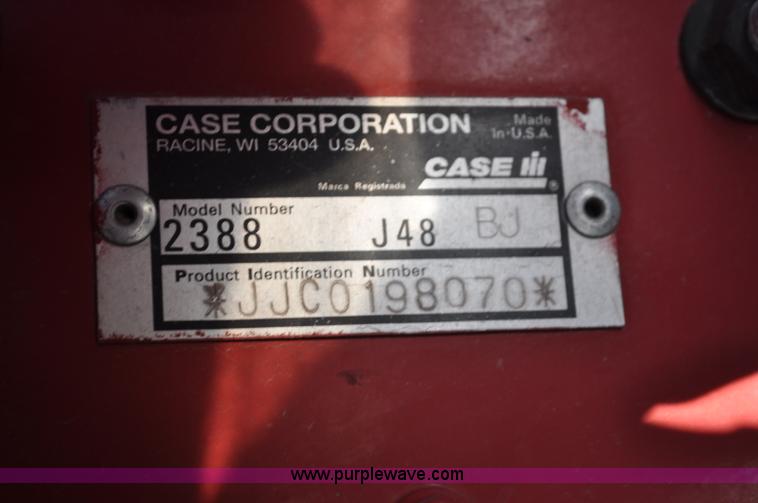 CASE CORPORATION
Made
in U.S.A.
RACINE, WI 53404 U.S.A.
CASE IH
Marca Registrada ®
Model Number
2388 J48 BJ
Product Identification Number
*JJC0198070*
www.purplewave.com